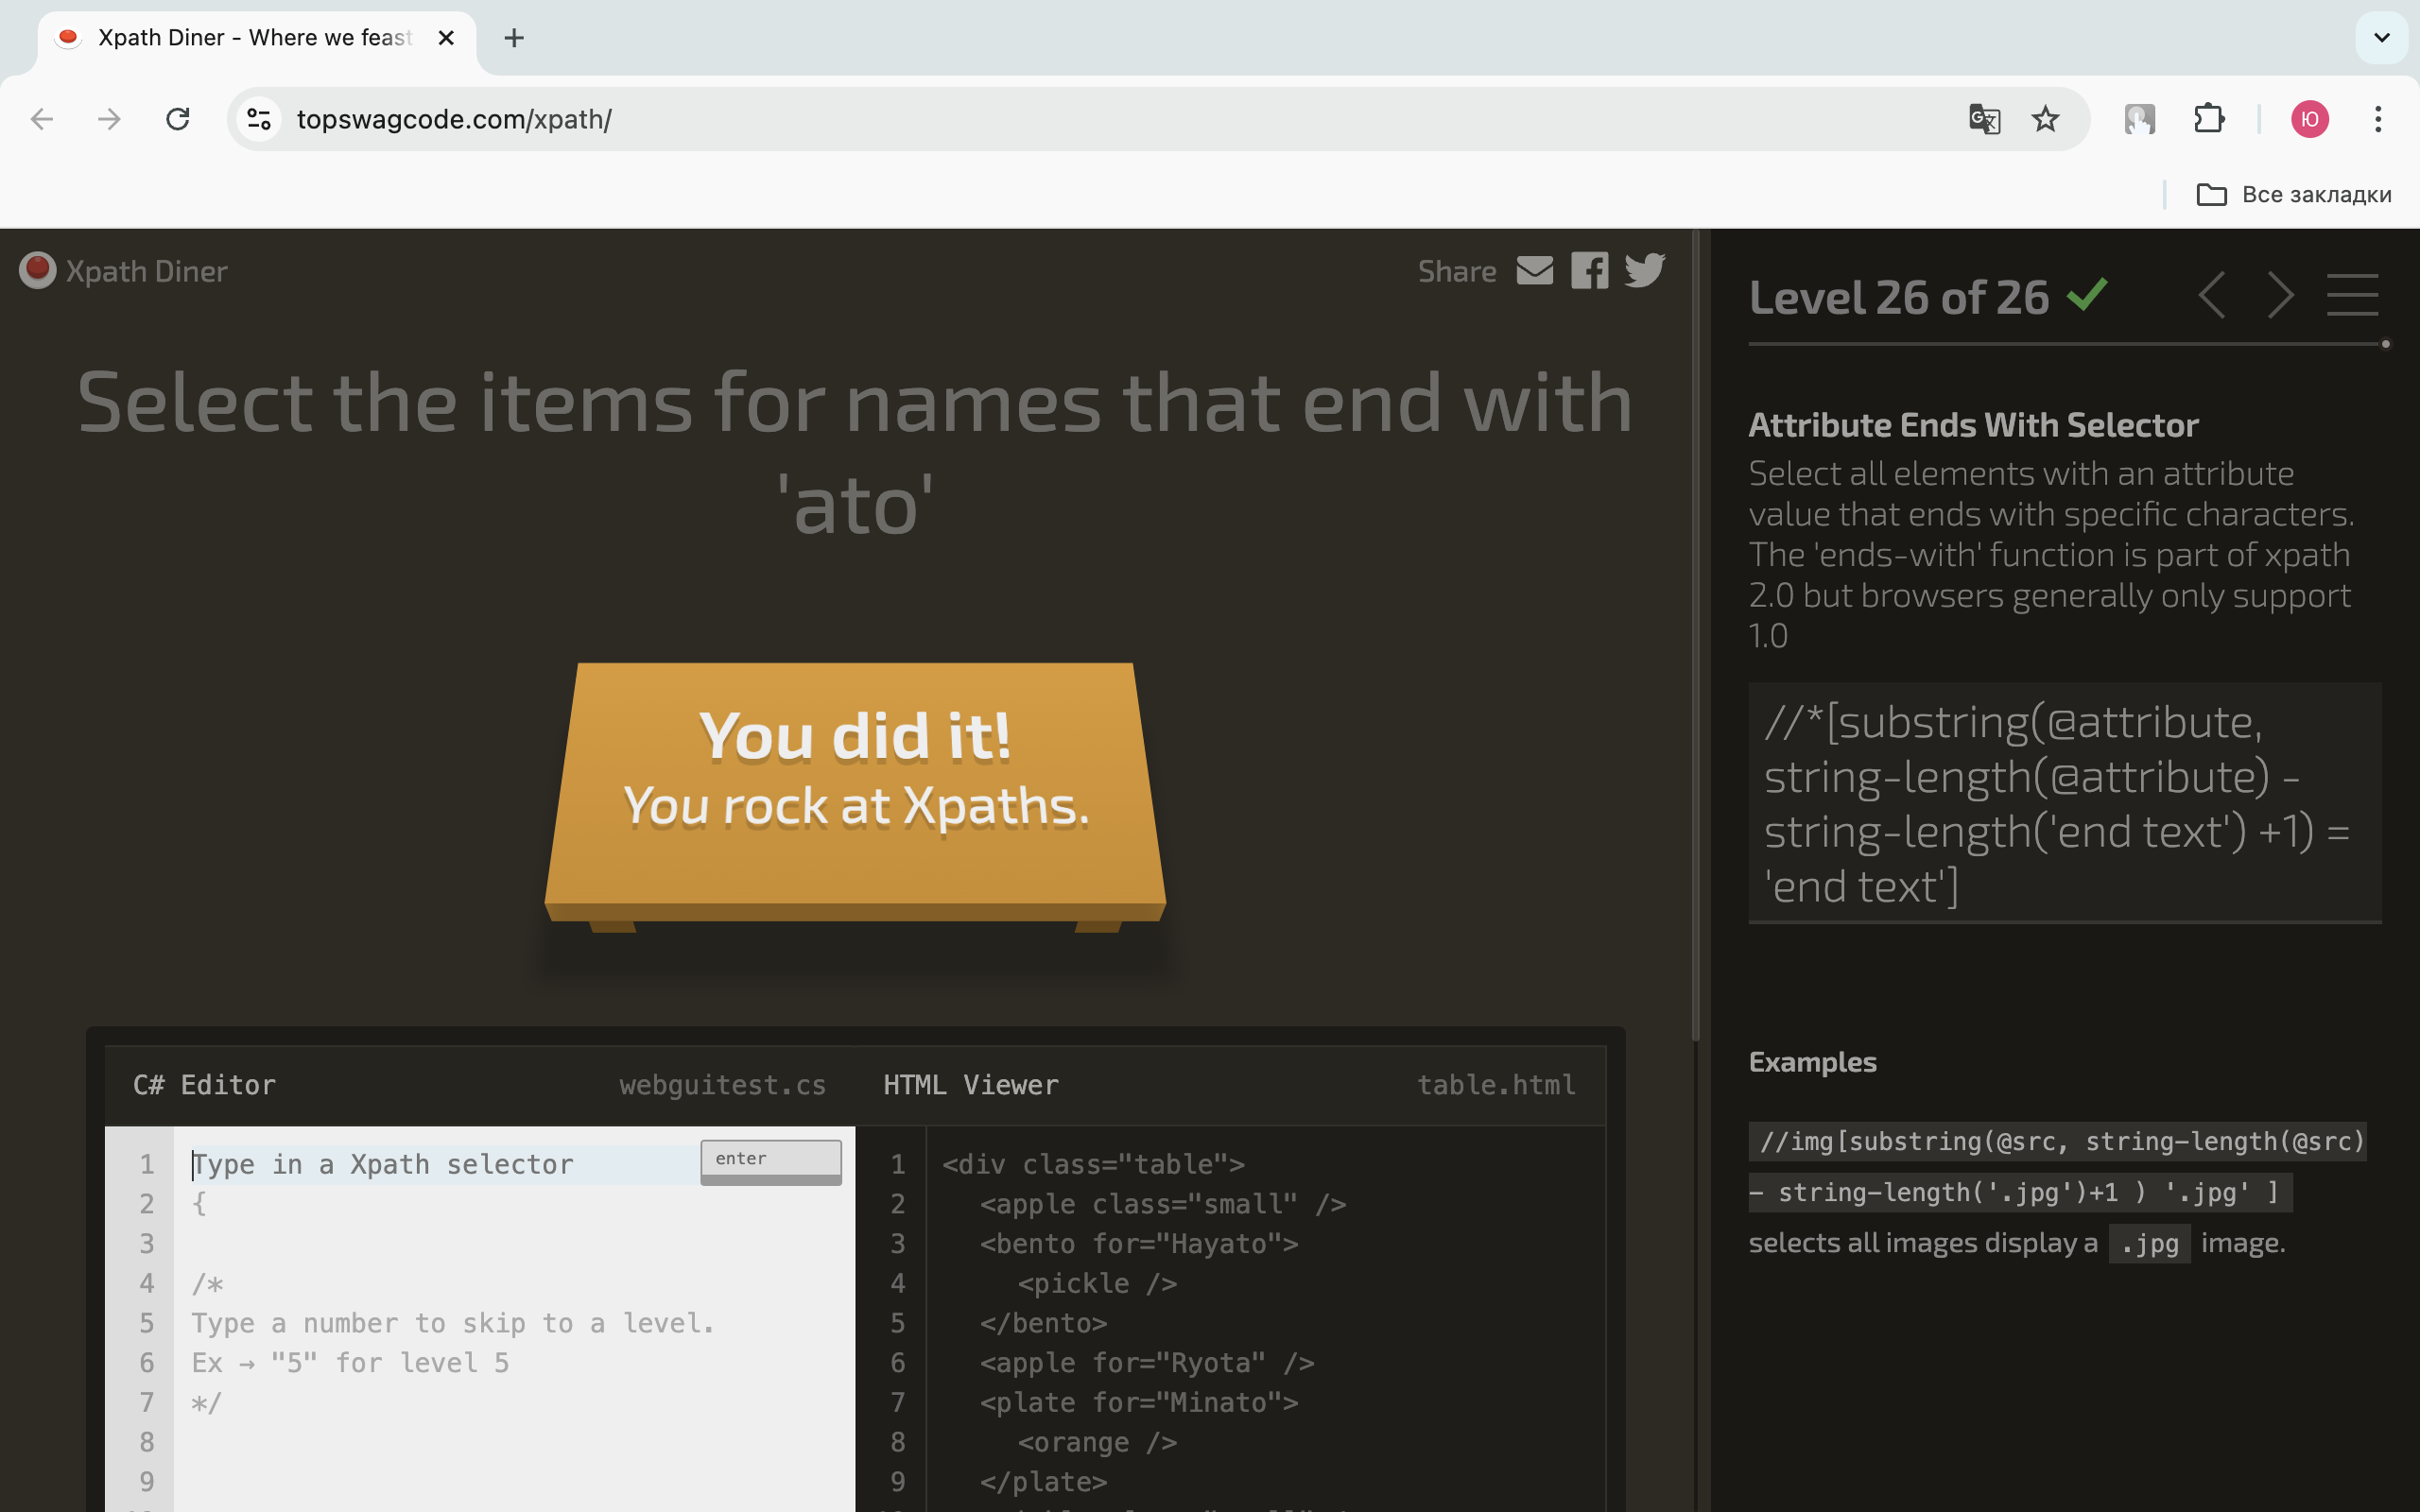 Xpath Diner - Where we feast
topswagcode.com/xpath/
Ю
Все закладки
Xpath Diner
Share
Select the items for names that end with
'ato'
You did it!
You rock at Xpaths.
C# Editor
webguitest.cs
1 Type in a Xpath selector
enter
2 {
3
4 /*
5 Type a number to skip to a level.
6 Ex → "5" for level 5
7 */
8
9
HTML Viewer
table.html
1 <div class="table">
2 <apple class="small" />
3 <bento for="Hayato">
4 <pickle />
5 </bento>
6 <apple for="Ryota" />
7 <plate for="Minato">
8 <orange />
9 </plate>
Level 26 of 26
Attribute Ends With Selector
Select all elements with an attribute
value that ends with specific characters.
The 'ends-with' function is part of xpath
2.0 but browsers generally only support
1.0
//*[substring(@attribute,
string-length(@attribute) -
string-length('end text') +1) =
'end text']
Examples
//img[substring(@src, string-length(@src)
- string-length('.jpg')+1 ) '.jpg' ]
selects all images display a .jpg image.